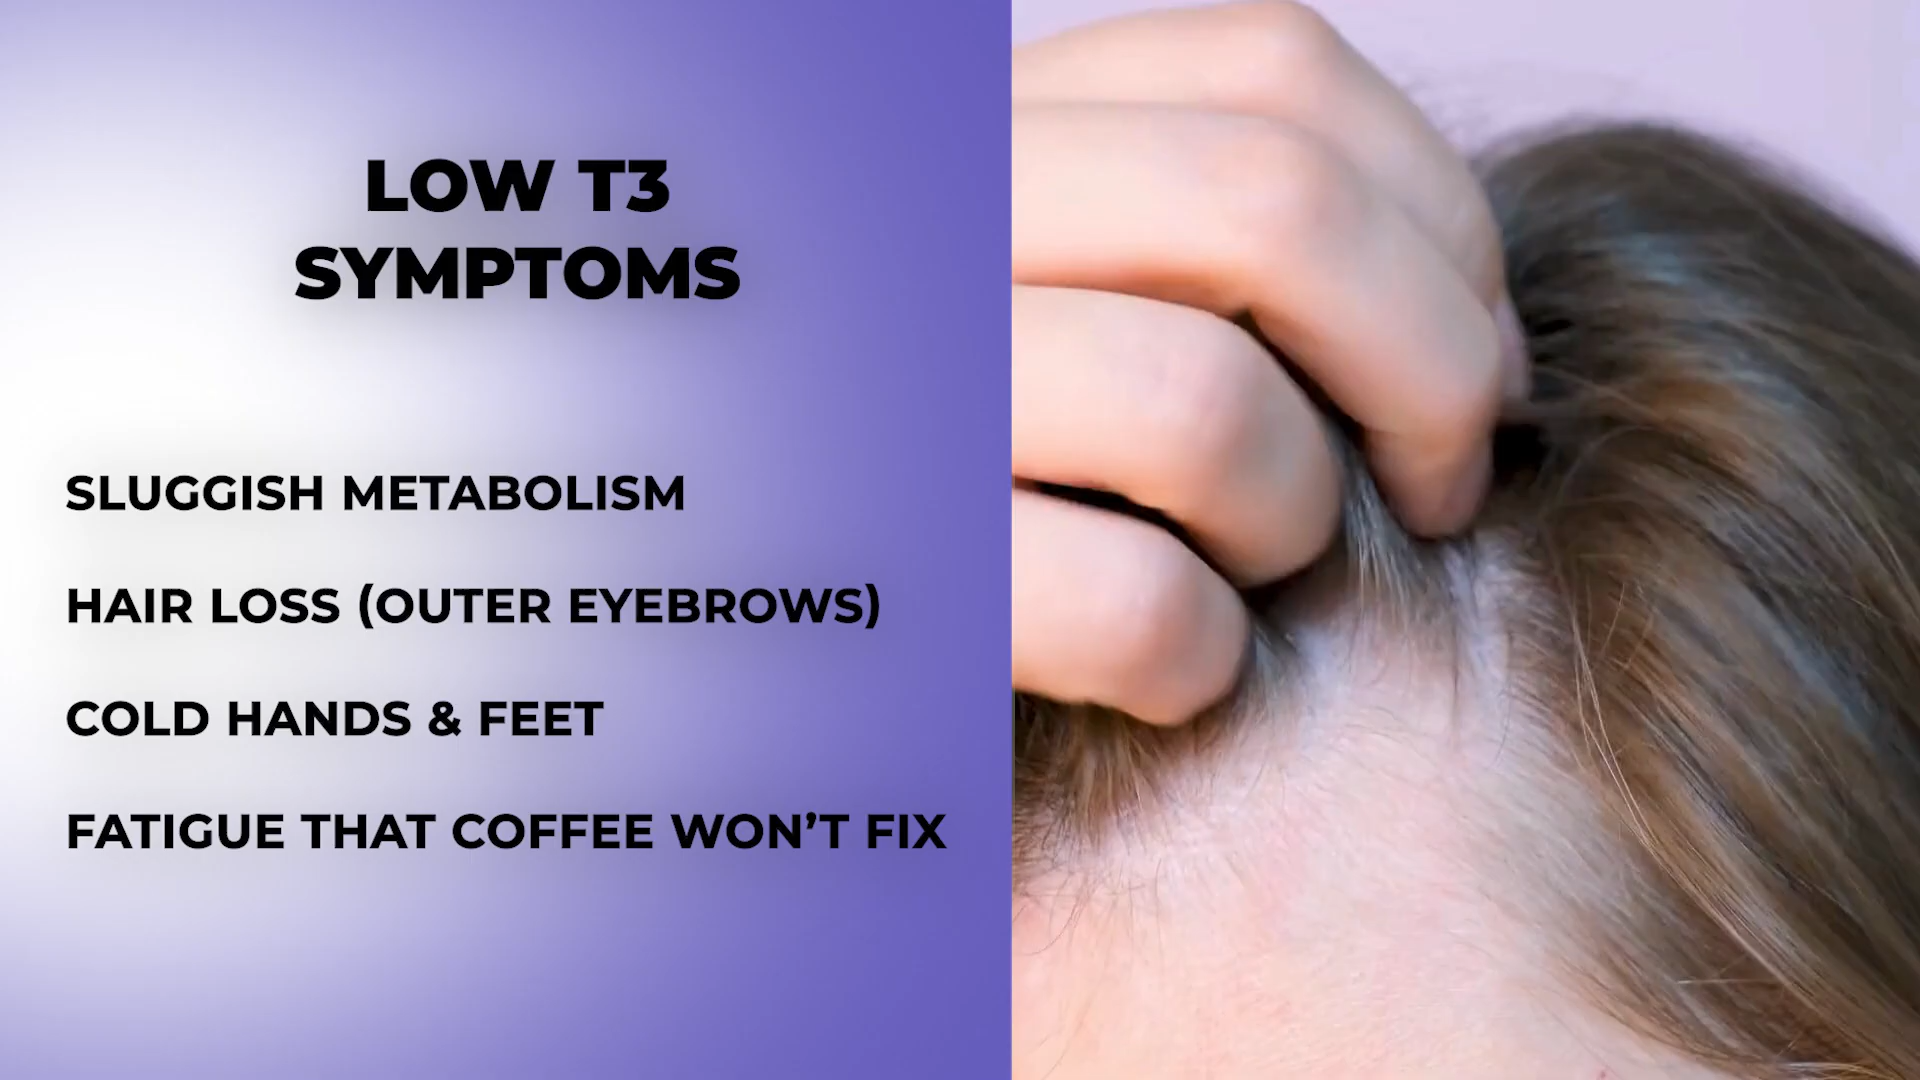 LOW T3
SYMPTOMS
SLUGGISH METABOLISM
HAIR LOSS (OUTER EYEBROWS)
COLD HANDS & FEET
FATIGUE THAT COFFEE WON’T FIX